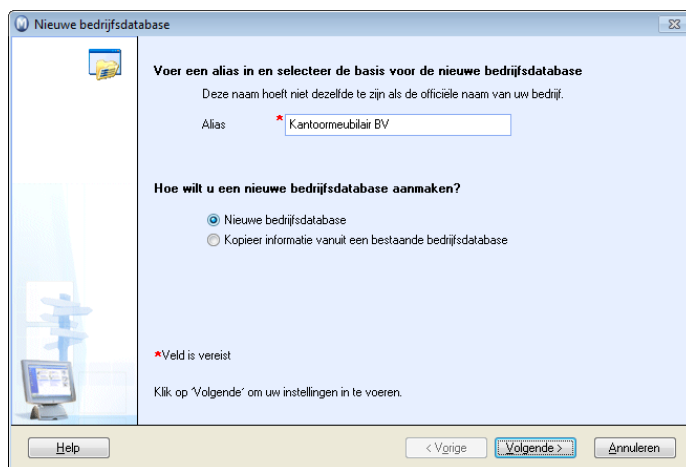 Nieuwe bedrijfsdatabase
Voer een alias in en selecteer de basis voor de nieuwe bedrijfsdatabase
Deze naam hoeft niet dezelfde te zijn als de officiële naam van uw bedrijf.
Alias * Kantoormeubilair BV
Hoe wilt u een nieuwe bedrijfsdatabase aanmaken?
Nieuwe bedrijfsdatabase
Kopieer informatie vanuit een bestaande bedrijfsdatabase
*Veld is vereist
Klik op 'Volgende' om uw instellingen in te voeren.
Help < Vorige Volgende > Annuleren